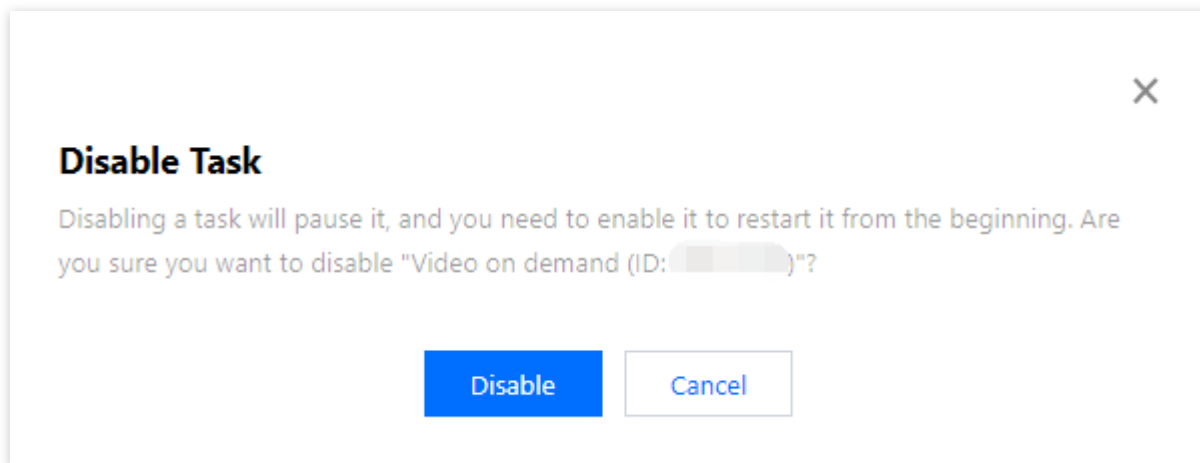 Disable Task
Disabling a task will pause it, and you need to enable it to restart it from the beginning. Are
you sure you want to disable "Video on demand (ID: )"?
Disable Cancel